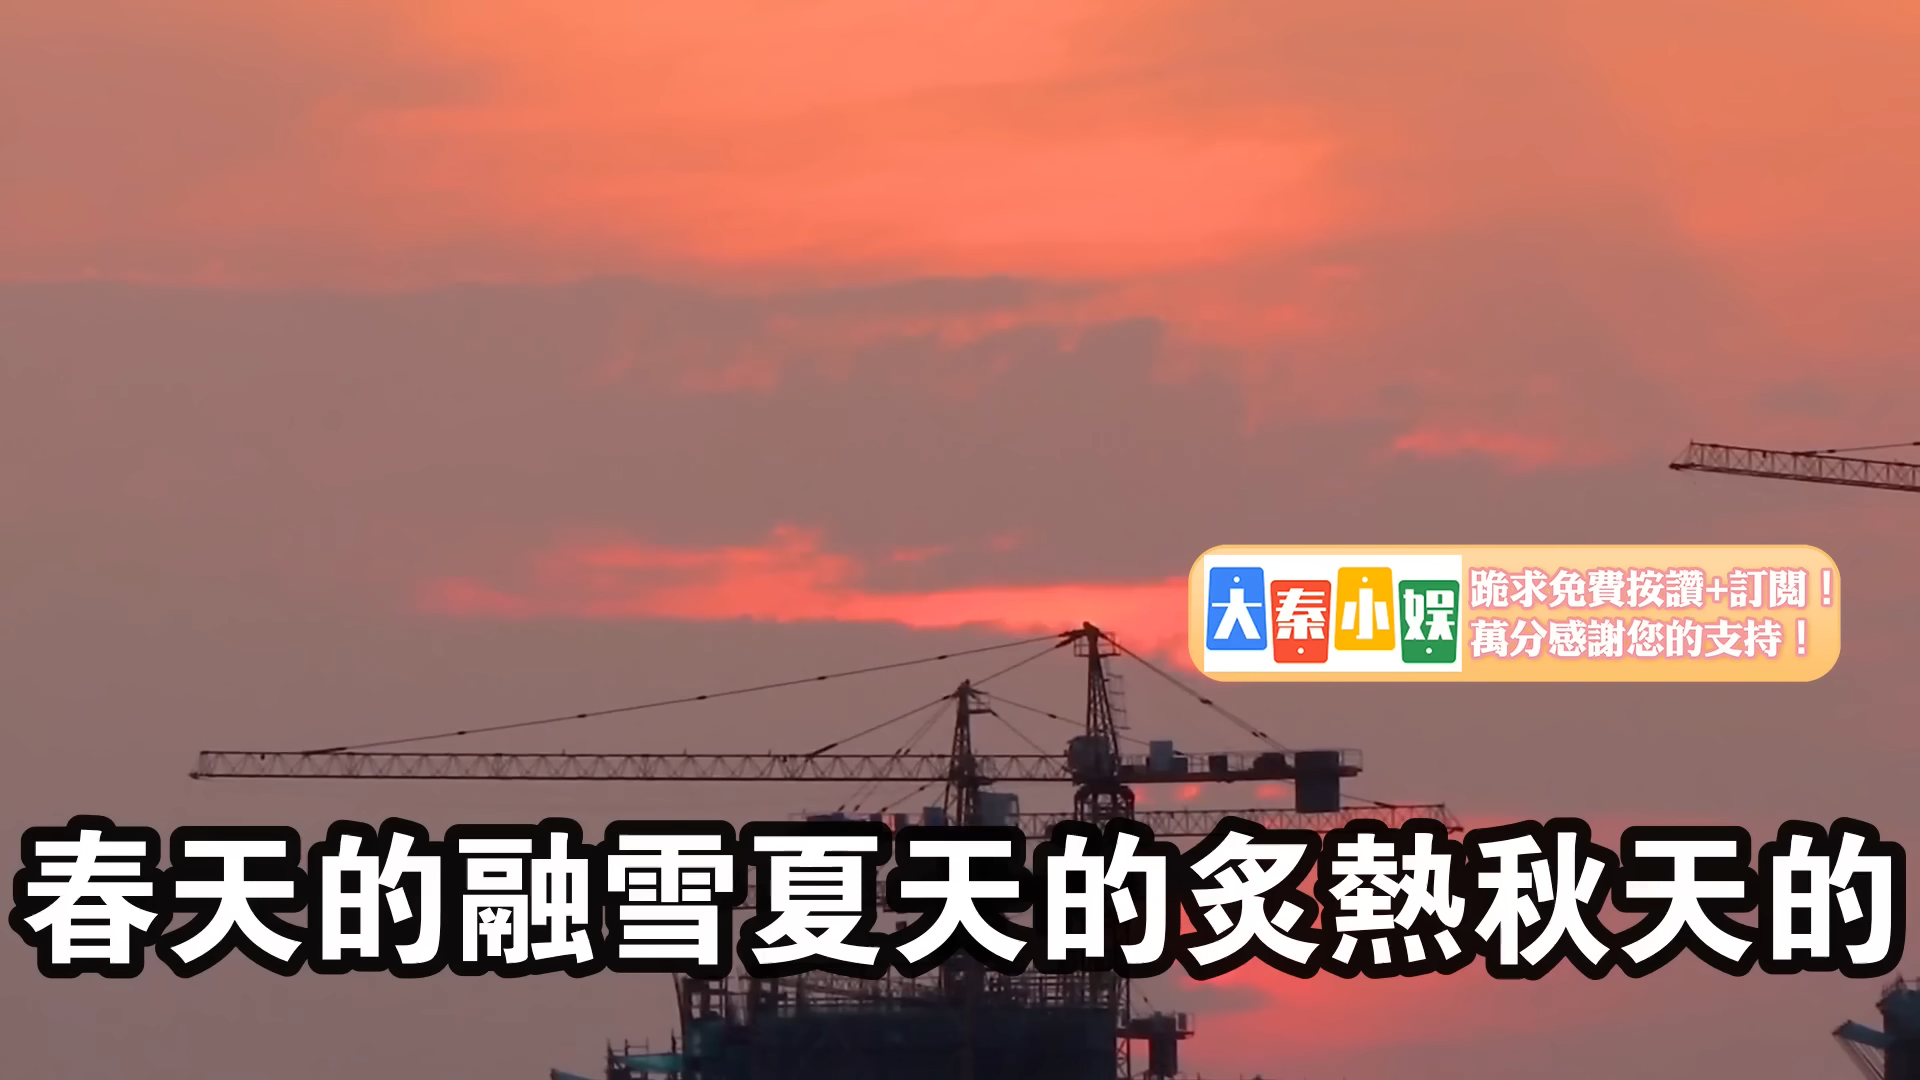 大秦小娱
跪求免費按讚+訂閱！
萬分感謝您的支持！
春天的融雪夏天的炙熱秋天的